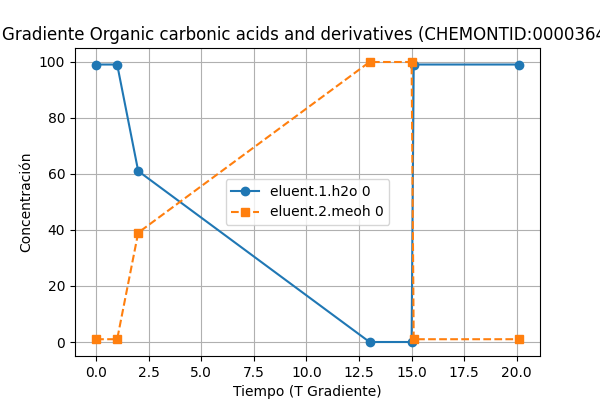 Gradiente Organic carbonic acids and derivatives (CHEMONTID:0000364
100
80
60
40
20
0
Concentración
eluent.1.h2o 0
eluent.2.meoh 0
0.0 2.5 5.0 7.5 10.0 12.5 15.0 17.5 20.0
Tiempo (T Gradiente)